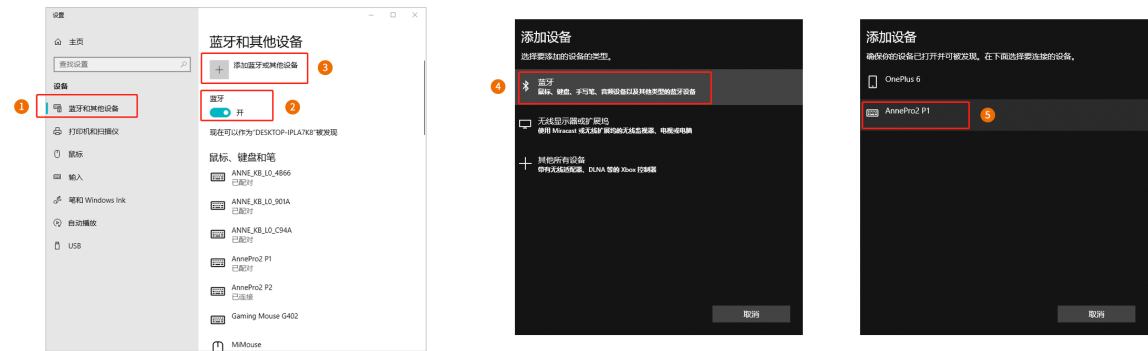 设置
主页
查找设置
设备
1
蓝牙和其他设备
打印机和扫描仪
鼠标
输入
笔和 Windows Ink
自动播放
USB
蓝牙和其他设备
添加蓝牙或其他设备
3
蓝牙
开
2
现在可以作为"DESKTOP-IPLA7K8"被发现
鼠标、键盘和笔
ANNE_KB_L0_4B66
已配对
ANNE_KB_L0_901A
已配对
ANNE_KB_L0_C94A
已配对
AnnePro2 P1
已配对
AnnePro2 P2
已连接
Gaming Mouse G402
MiMouse
添加设备
选择要添加的设备的类型。
4
蓝牙
鼠标、键盘、手写笔、音频设备以及其他类型的蓝牙设备
无线显示器或扩展坞
使用 Miracast 或无线扩展坞的无线监视器、电视或电脑
其他所有设备
带有无线适配器、DLNA 等的 Xbox 控制器
取消
添加设备
确保你的设备已打开并可被发现。在下面选择要连接的设备。
OnePlus 6
AnnePro2 P1
5
取消